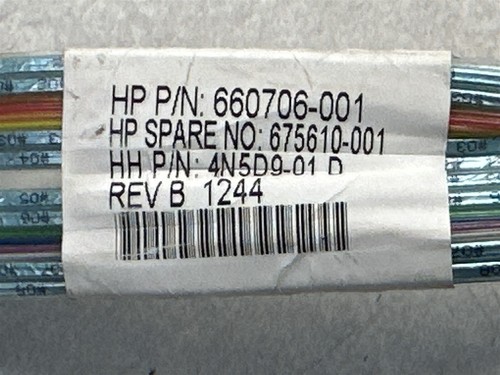 HP P/N: 660706-001
HP SPARE NO: 675610-001
HH P/N: 4N5D9-01 D
REV B 1244